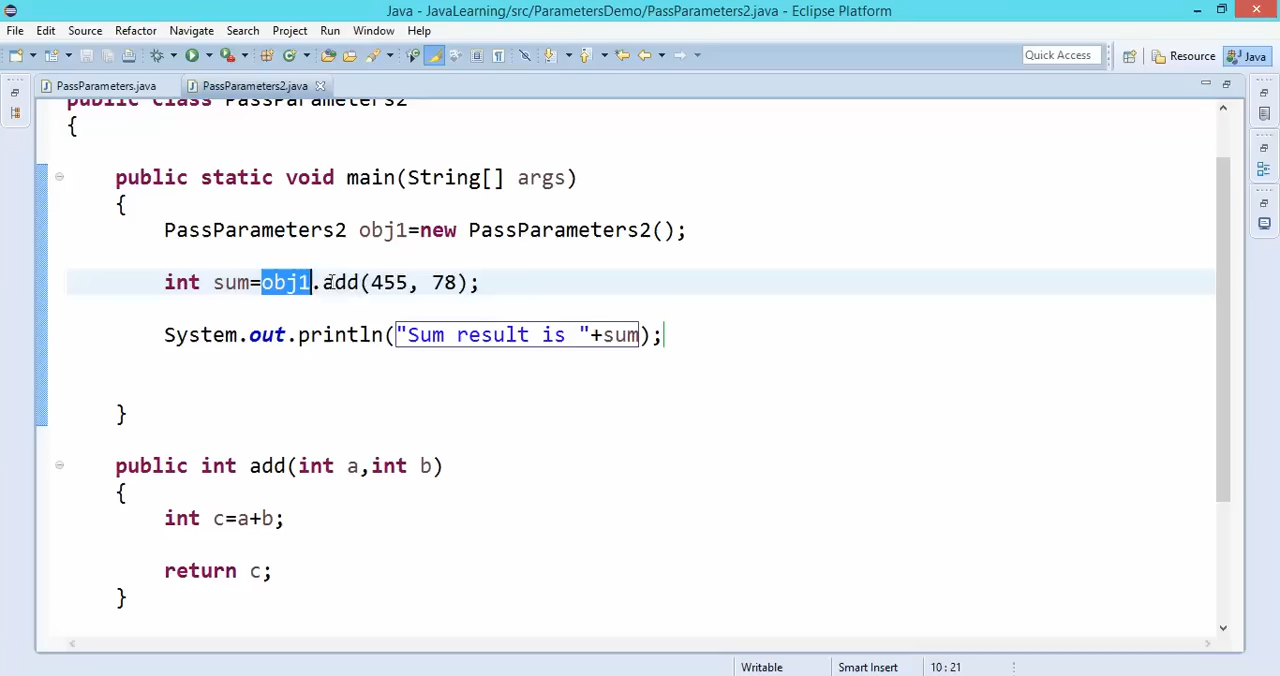 Java - JavaLearning/src/ParametersDemo/PassParameters2.java - Eclipse Platform
File Edit Source Refactor Navigate Search Project Run Window Help
Quick Access Resource Java
PassParameters.java PassParameters2.java
public class PassParameters2
{
public static void main(String[] args)
{
PassParameters2 obj1=new PassParameters2();
int sum=obj1.add(455, 78);
System.out.println("Sum result is "+sum);
}
public int add(int a,int b)
{
int c=a+b;
return c;
}
Writable Smart Insert 10 : 21